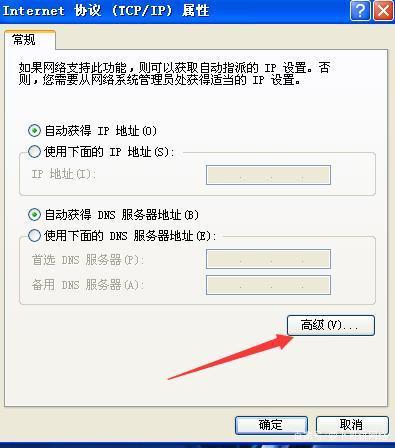 Internet 协议 (TCP/IP) 属性
常规
如果网络支持此功能，则可以获取自动指派的 IP 设置。否
则，您需要从网络系统管理员处获得适当的 IP 设置。
自动获得 IP 地址(O)
使用下面的 IP 地址(S):
IP 地址(I):
自动获得 DNS 服务器地址(B)
使用下面的 DNS 服务器地址(E):
首选 DNS 服务器(P):
备用 DNS 服务器(A):
高级(V)...
确定
取消